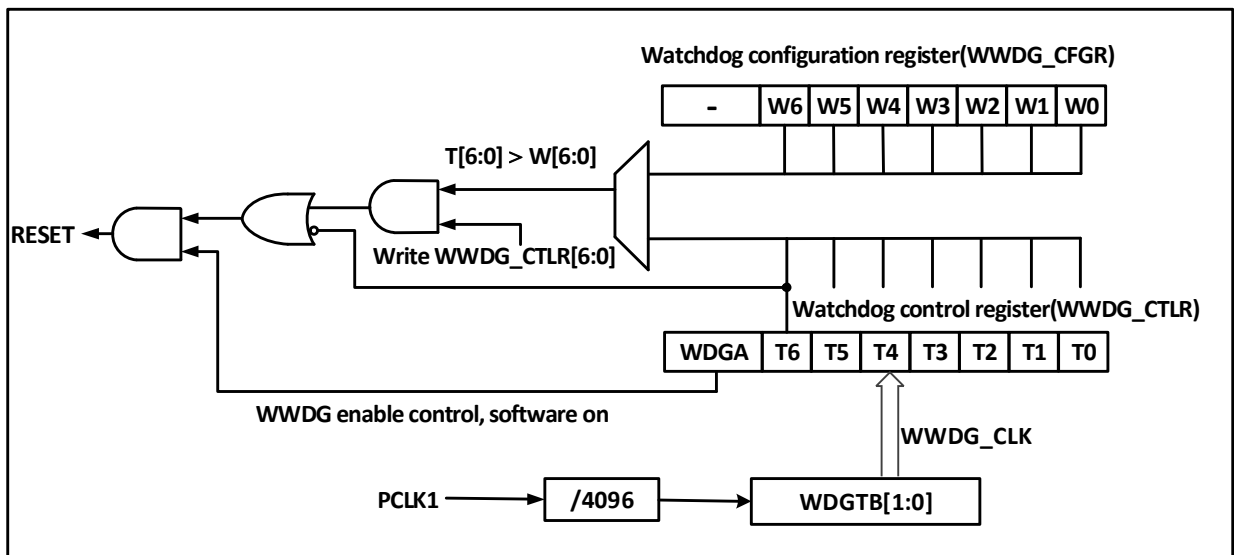 Watchdog configuration register(WWDG_CFGR)
- W6 W5 W4 W3 W2 W1 W0
T[6:0] > W[6:0]
RESET
Write WWDG_CTLR[6:0]
Watchdog control register(WWDG_CTLR)
WDGA T6 T5 T4 T3 T2 T1 T0
WWDG enable control, software on
WWDG_CLK
PCLK1 /4096 WDGTB[1:0]